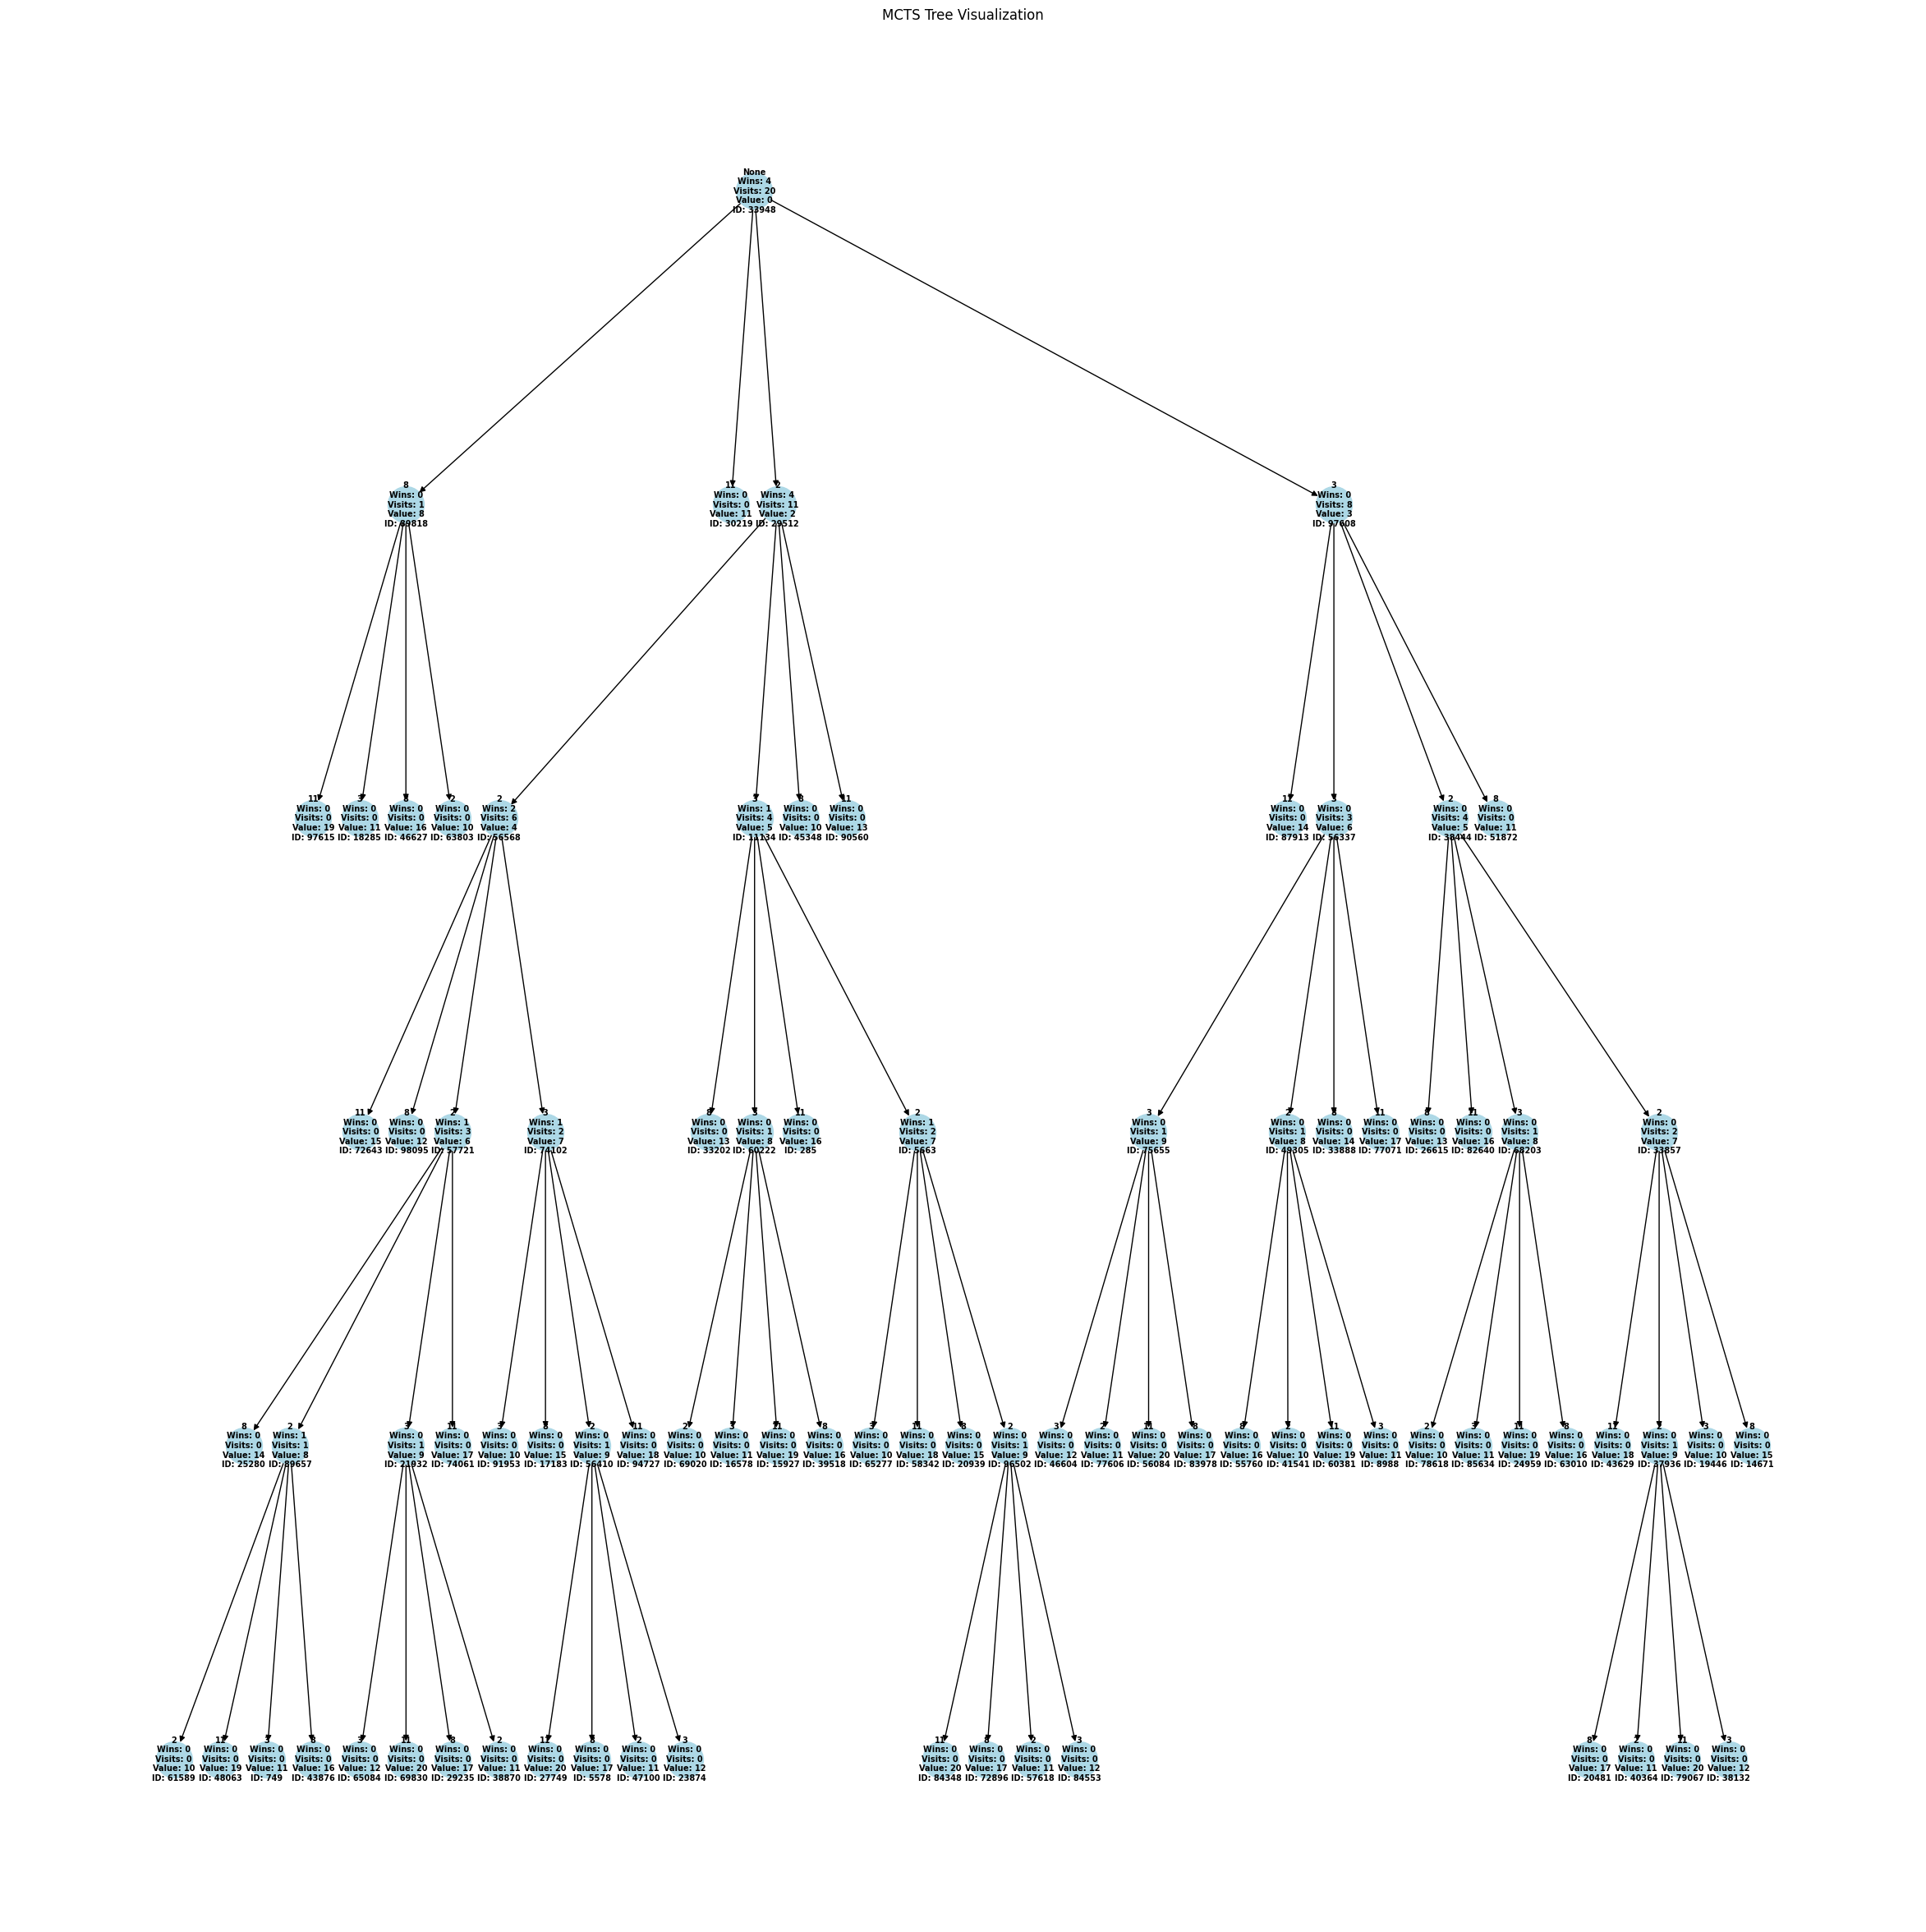 MCTS Tree Visualization
None
Wins: 4
Visits: 20
Value: 0
ID: 33948
8
Wins: 0
Visits: 1
Value: 8
ID: 89818
11
Wins: 0
Visits: 0
Value: 11
ID: 30219
2
Wins: 4
Visits: 11
Value: 2
ID: 29512
3
Wins: 0
Visits: 8
Value: 3
ID: 97608
11
Wins: 0
Visits: 0
Value: 19
ID: 97615
3
Wins: 0
Visits: 0
Value: 11
ID: 18285
8
Wins: 0
Visits: 0
Value: 16
ID: 46627
2
Wins: 0
Visits: 0
Value: 10
ID: 63803
2
Wins: 2
Visits: 6
Value: 4
ID: 56568
3
Wins: 1
Visits: 4
Value: 5
ID: 11134
8
Wins: 0
Visits: 0
Value: 10
ID: 45348
11
Wins: 0
Visits: 0
Value: 13
ID: 90560
11
Wins: 0
Visits: 0
Value: 14
ID: 87913
3
Wins: 0
Visits: 3
Value: 6
ID: 56337
2
Wins: 0
Visits: 4
Value: 5
ID: 38444
8
Wins: 0
Visits: 0
Value: 11
ID: 51872
11
Wins: 0
Visits: 0
Value: 15
ID: 72643
8
Wins: 0
Visits: 0
Value: 12
ID: 98095
2
Wins: 1
Visits: 3
Value: 6
ID: 57721
3
Wins: 1
Visits: 2
Value: 7
ID: 74102
8
Wins: 0
Visits: 0
Value: 13
ID: 33202
3
Wins: 0
Visits: 1
Value: 8
ID: 60222
11
Wins: 0
Visits: 0
Value: 16
ID: 285
2
Wins: 1
Visits: 2
Value: 7
ID: 5663
3
Wins: 0
Visits: 1
Value: 9
ID: 75655
2
Wins: 0
Visits: 1
Value: 8
ID: 49305
8
Wins: 0
Visits: 0
Value: 14
ID: 33888
11
Wins: 0
Visits: 0
Value: 17
ID: 77071
8
Wins: 0
Visits: 0
Value: 13
ID: 26615
11
Wins: 0
Visits: 0
Value: 16
ID: 82640
3
Wins: 0
Visits: 1
Value: 8
ID: 68203
2
Wins: 0
Visits: 2
Value: 7
ID: 33857
8
Wins: 0
Visits: 0
Value: 14
ID: 25280
2
Wins: 1
Visits: 1
Value: 8
ID: 89657
3
Wins: 0
Visits: 1
Value: 9
ID:
11
Wins: 0
Visits: 0
Value: 17
ID: 74061
3
Wins: 0
Visits: 0
Value: 10
ID: 91953
8
Wins: 0
Visits: 0
Value: 15
ID: 17183
2
Wins: 0
Visits: 1
Value: 9
ID: 56410
11
Wins: 0
Visits: 0
Value: 18
ID: 94727
2
Wins: 0
Visits: 0
Value: 10
ID: 69020
3
Wins: 0
Visits: 0
Value: 11
ID: 16578
11
Wins: 0
Visits: 0
Value: 19
ID: 15927
8
Wins: 0
Visits: 0
Value: 16
ID: 39518
3
Wins: 0
Visits: 0
Value: 10
ID: 65277
11
Wins: 0
Visits: 0
Value: 18
ID: 58342
8
Wins: 0
Visits: 0
Value: 15
ID: 20939
2
Wins: 0
Visits: 1
Value: 9
ID:
3
Wins: 0
Visits: 0
Value: 12
ID: 46604
2
Wins: 0
Visits: 0
Value: 11
ID: 77606
11
Wins: 0
Visits: 0
Value: 20
ID: 56084
8
Wins: 0
Visits: 0
Value: 17
ID: 83978
8
Wins: 0
Visits: 0
Value: 16
ID: 55760
2
Wins: 0
Visits: 0
Value: 10
ID: 41541
11
Wins: 0
Visits: 0
Value: 19
ID: 60381
3
Wins: 0
Visits: 0
Value: 11
ID: 8988
2
Wins: 0
Visits: 0
Value: 10
ID: 78618
3
Wins: 0
Visits: 0
Value: 11
ID: 85634
11
Wins: 0
Visits: 0
Value: 19
ID: 24959
8
Wins: 0
Visits: 0
Value: 16
ID: 63010
11
Wins: 0
Visits: 0
Value: 18
ID: 43629
2
Wins: 0
Visits: 1
Value: 9
ID: 37936
3
Wins: 0
Visits: 0
Value: 10
ID: 19446
8
Wins: 0
Visits: 0
Value: 15
ID: 14671
2
Wins: 0
Visits: 0
Value: 10
ID: 61589
11
Wins: 0
Visits: 0
Value: 19
ID: 48063
3
Wins: 0
Visits: 0
Value: 11
ID: 749
8
Wins: 0
Visits: 0
Value: 16
ID: 43876
3
Wins: 0
Visits: 0
Value: 12
ID: 65084
11
Wins: 0
Visits: 0
Value: 20
ID: 69830
8
Wins: 0
Visits: 0
Value: 17
ID: 29235
2
Wins: 0
Visits: 0
Value: 11
ID: 38870
11
Wins: 0
Visits: 0
Value: 20
ID: 27749
8
Wins: 0
Visits: 0
Value: 17
ID: 5578
2
Wins: 0
Visits: 0
Value: 11
ID: 47100
3
Wins: 0
Visits: 0
Value: 12
ID: 23874
11
Wins: 0
Visits: 0
Value: 20
ID: 84348
8
Wins: 0
Visits: 0
Value: 17
ID: 72896
2
Wins: 0
Visits: 0
Value: 11
ID: 57618
3
Wins: 0
Visits: 0
Value: 12
ID: 84553
8
Wins: 0
Visits: 0
Value: 17
ID: 20481
2
Wins: 0
Visits: 0
Value: 11
ID: 40364
11
Wins: 0
Visits: 0
Value: 20
ID: 79067
3
Wins: 0
Visits: 0
Value: 12
ID: 38132